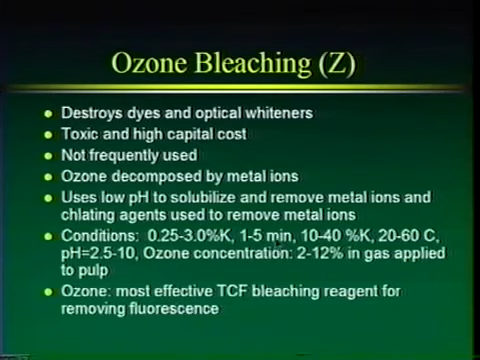 Ozone Bleaching (Z)
Destroys dyes and optical whiteners
Toxic and high capital cost
Not frequently used
Ozone decomposed by metal ions
Uses low pH to solubilize and remove metal ions and
chlating agents used to remove metal ions
Conditions: 0.25-3.0%K, 1-5 min, 10-40 %K, 20-60 C,
pH=2.5-10, Ozone concentration: 2-12% in gas applied
to pulp
Ozone: most effective TCF bleaching reagent for
removing fluorescence